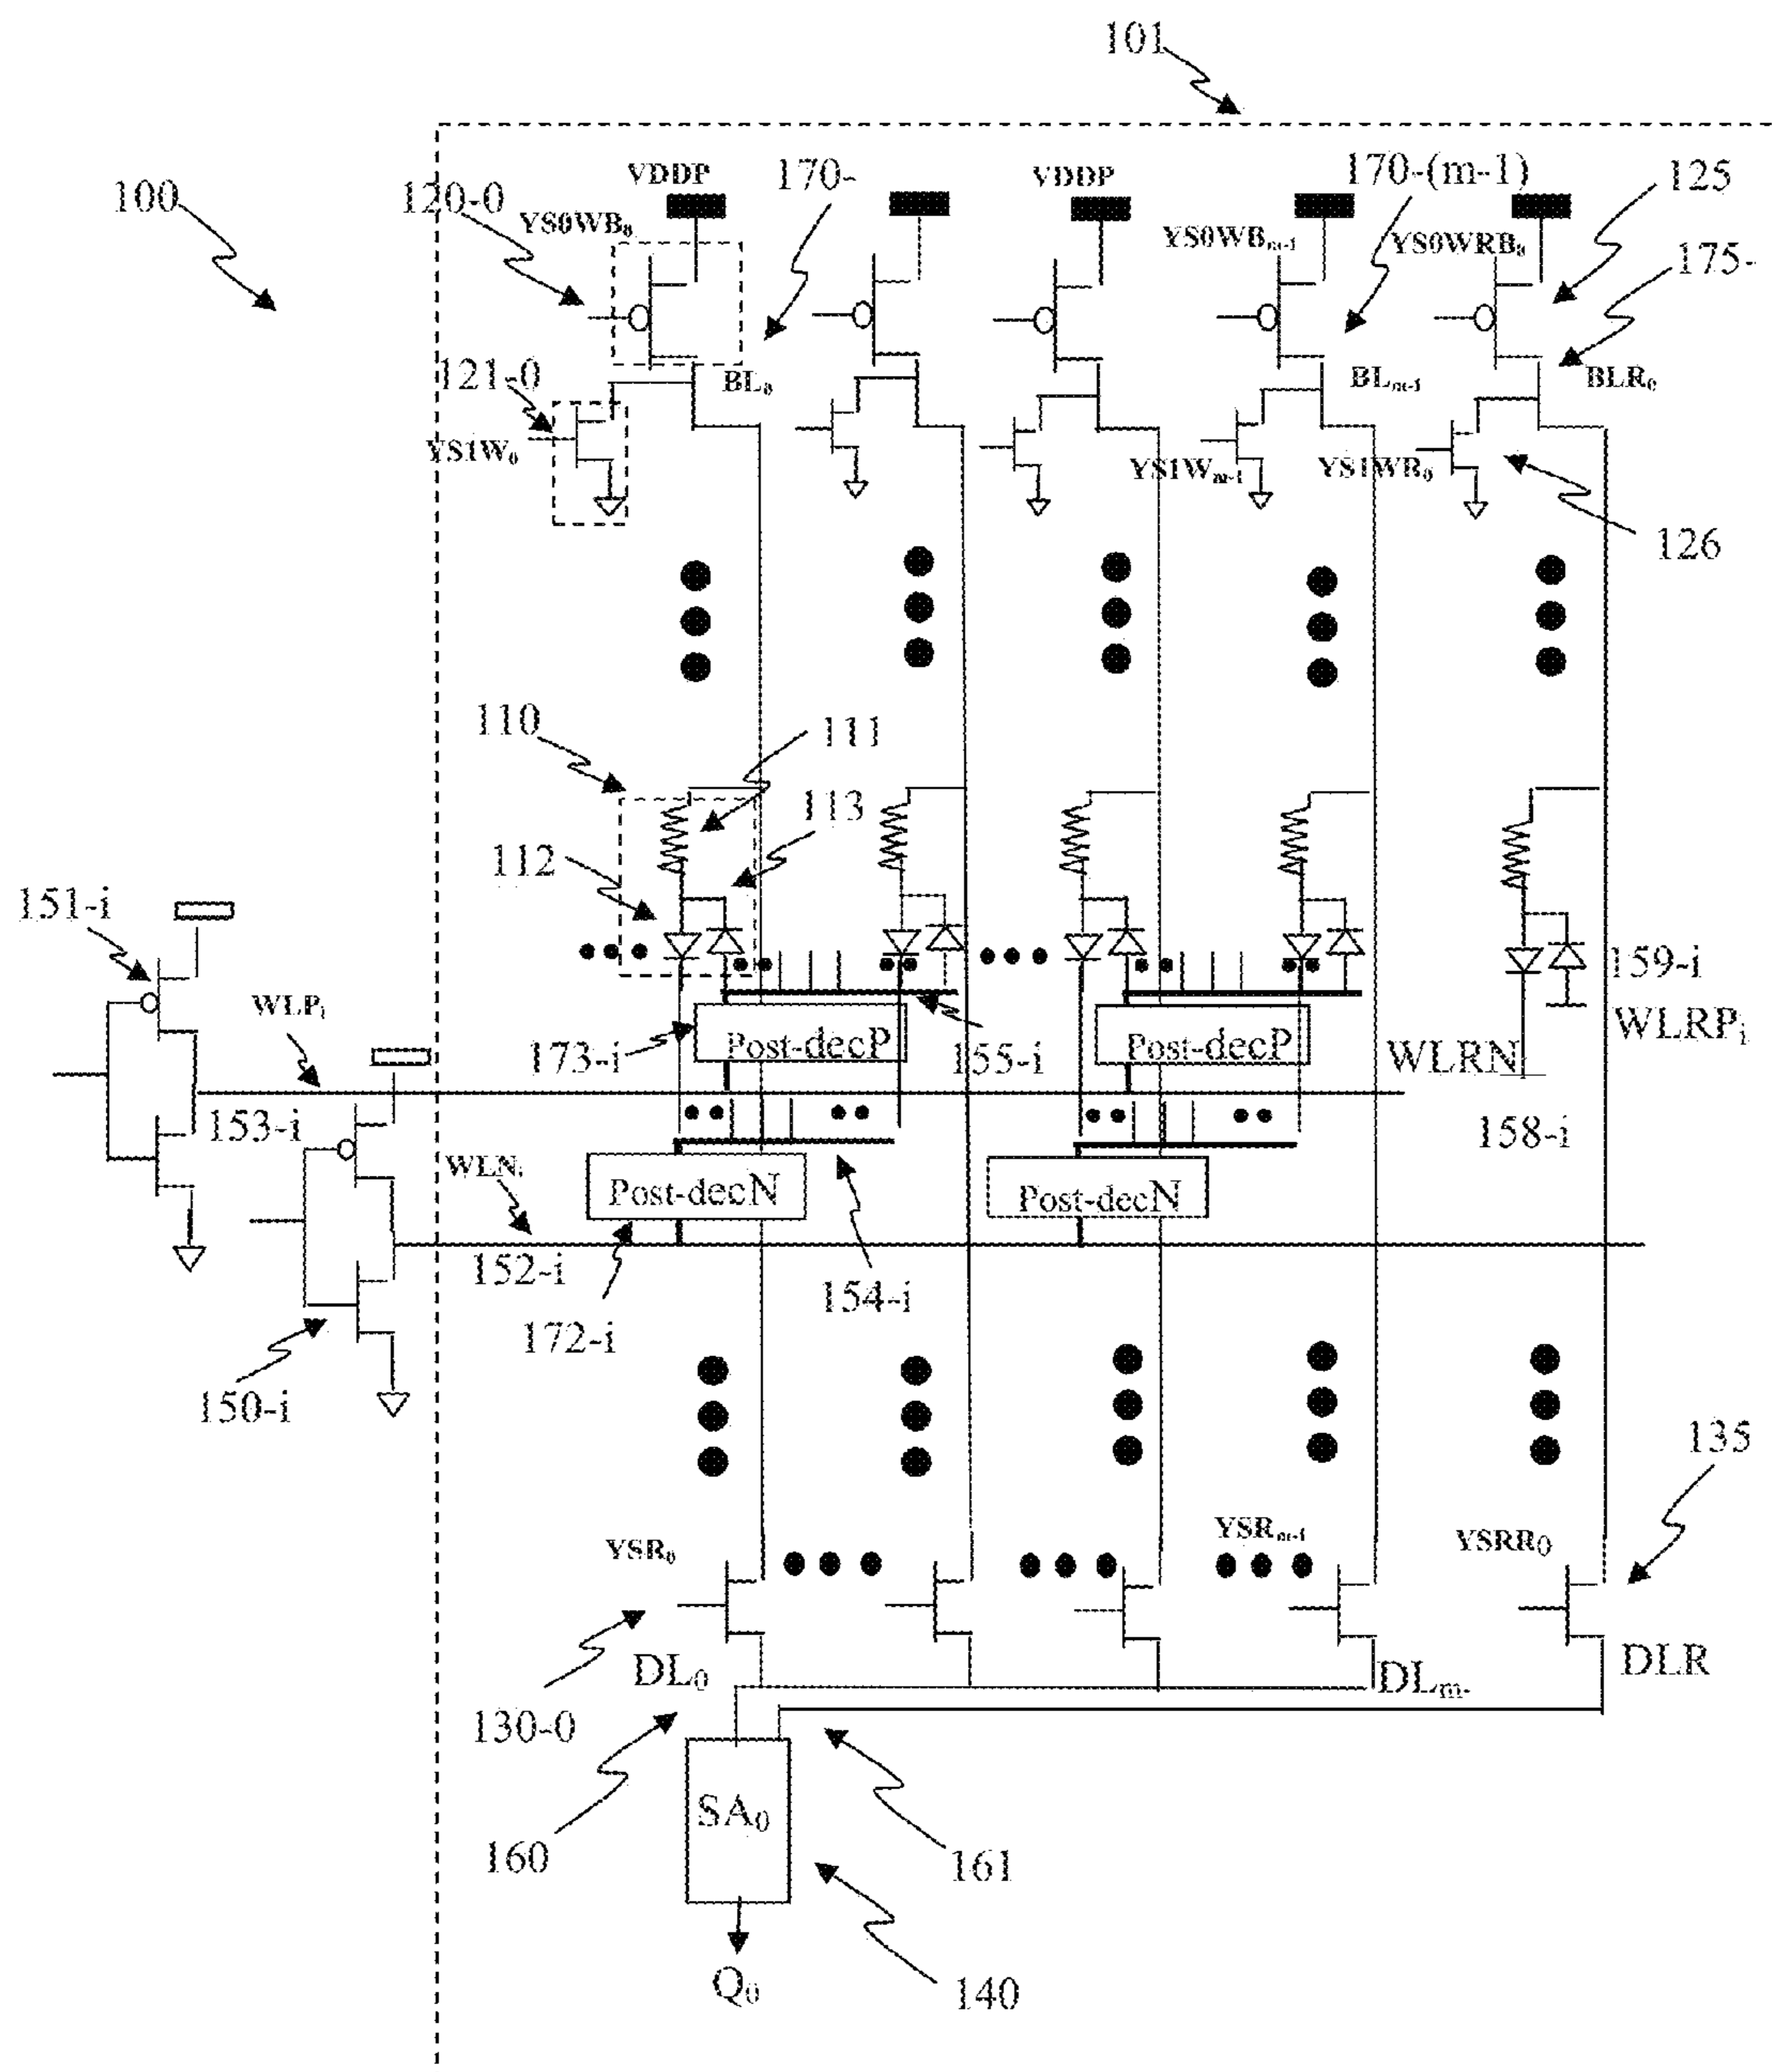 101
100
120-0
VDDP
170-
VDDP
170-(m-1)
125
YS0WB₀
YS0WBₘ₋₁
YS0WRB₀
175-
121-0
BL₀
BLₘ₋₁
BLR₀
YS1W₀
YS1Wₘ₋₁
YS1WR₀
126
110
111
113
112
151-i
159-i
WLPᵢ
173-i
Post-decP
155-i
Post-decP
WLRN
WLRPᵢ
153-i
158-i
WLNᵢ
Post-decN
Post-decN
152-i
172-i
154-i
150-i
135
YSR₀
YSRₘ₋₁
YSRR₀
DL₀
DLₘ₋
DLR
130-0
SA₀
160
161
Q₀
140